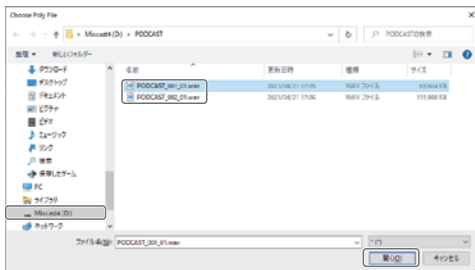 Choose Poly File
Mixcast4 (D:) › PODCAST
PODCASTの検索
整理 ▾ 新しいフォルダー
ダウンロード
デスクトップ
ドキュメント
ピクチャ
ビデオ
ミュージック
リンク
検索
保存したゲーム
PC
ライブラリ
Mixcast4 (D:)
ネットワーク
名前 更新日時 種類 サイズ
PODCAST_001_01.wav 2021/04/21 17:05 WAV ファイル
PODCAST_002_01.wav 2021/04/21 17:06 WAV ファイル 111,988 KB
ファイル名(N): PODCAST_001_01.wav
開く(O) キャンセル